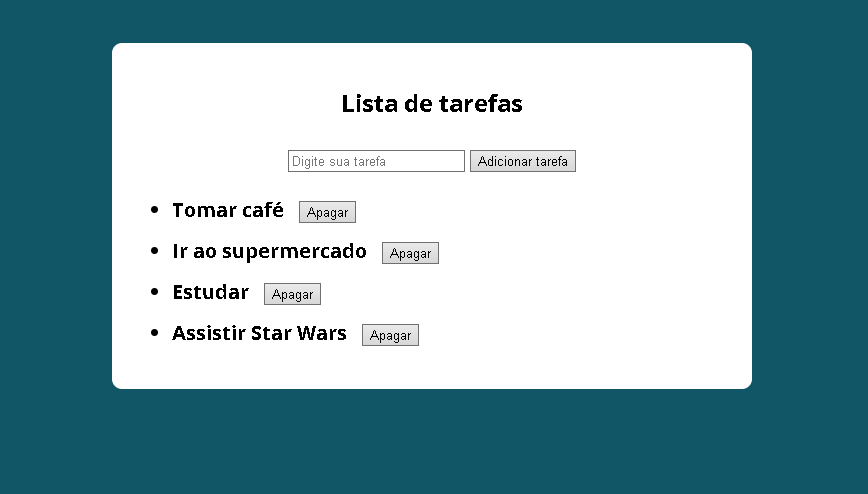 Lista de tarefas
Digite sua tarefa Adicionar tarefa
Tomar café Apagar
Ir ao supermercado Apagar
Estudar Apagar
Assistir Star Wars Apagar